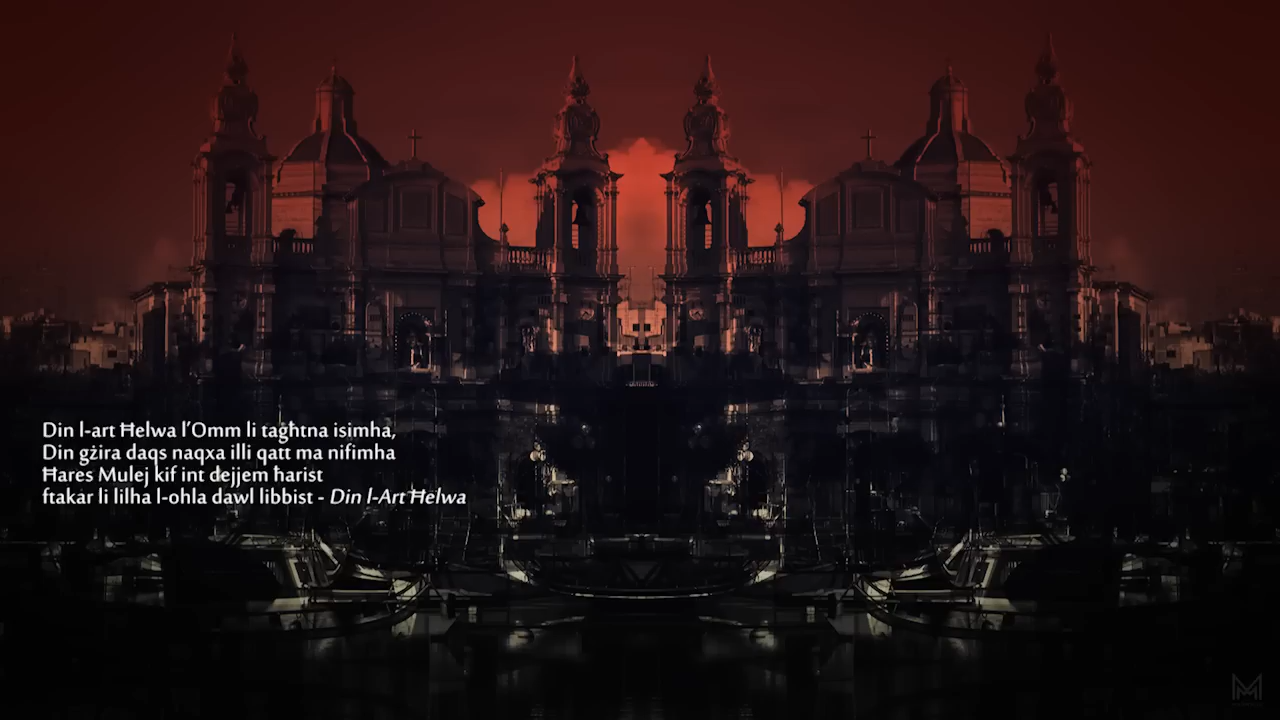 Din l-art Ħelwa l'Omm li tagħtna isimha,
Din gżira daqs naqxa illi qatt ma nifimha
Ħares Mulej kif int dejjem ħarist
ftakar li lilha l-oħla dawl libbist - Din l-Art Ħelwa